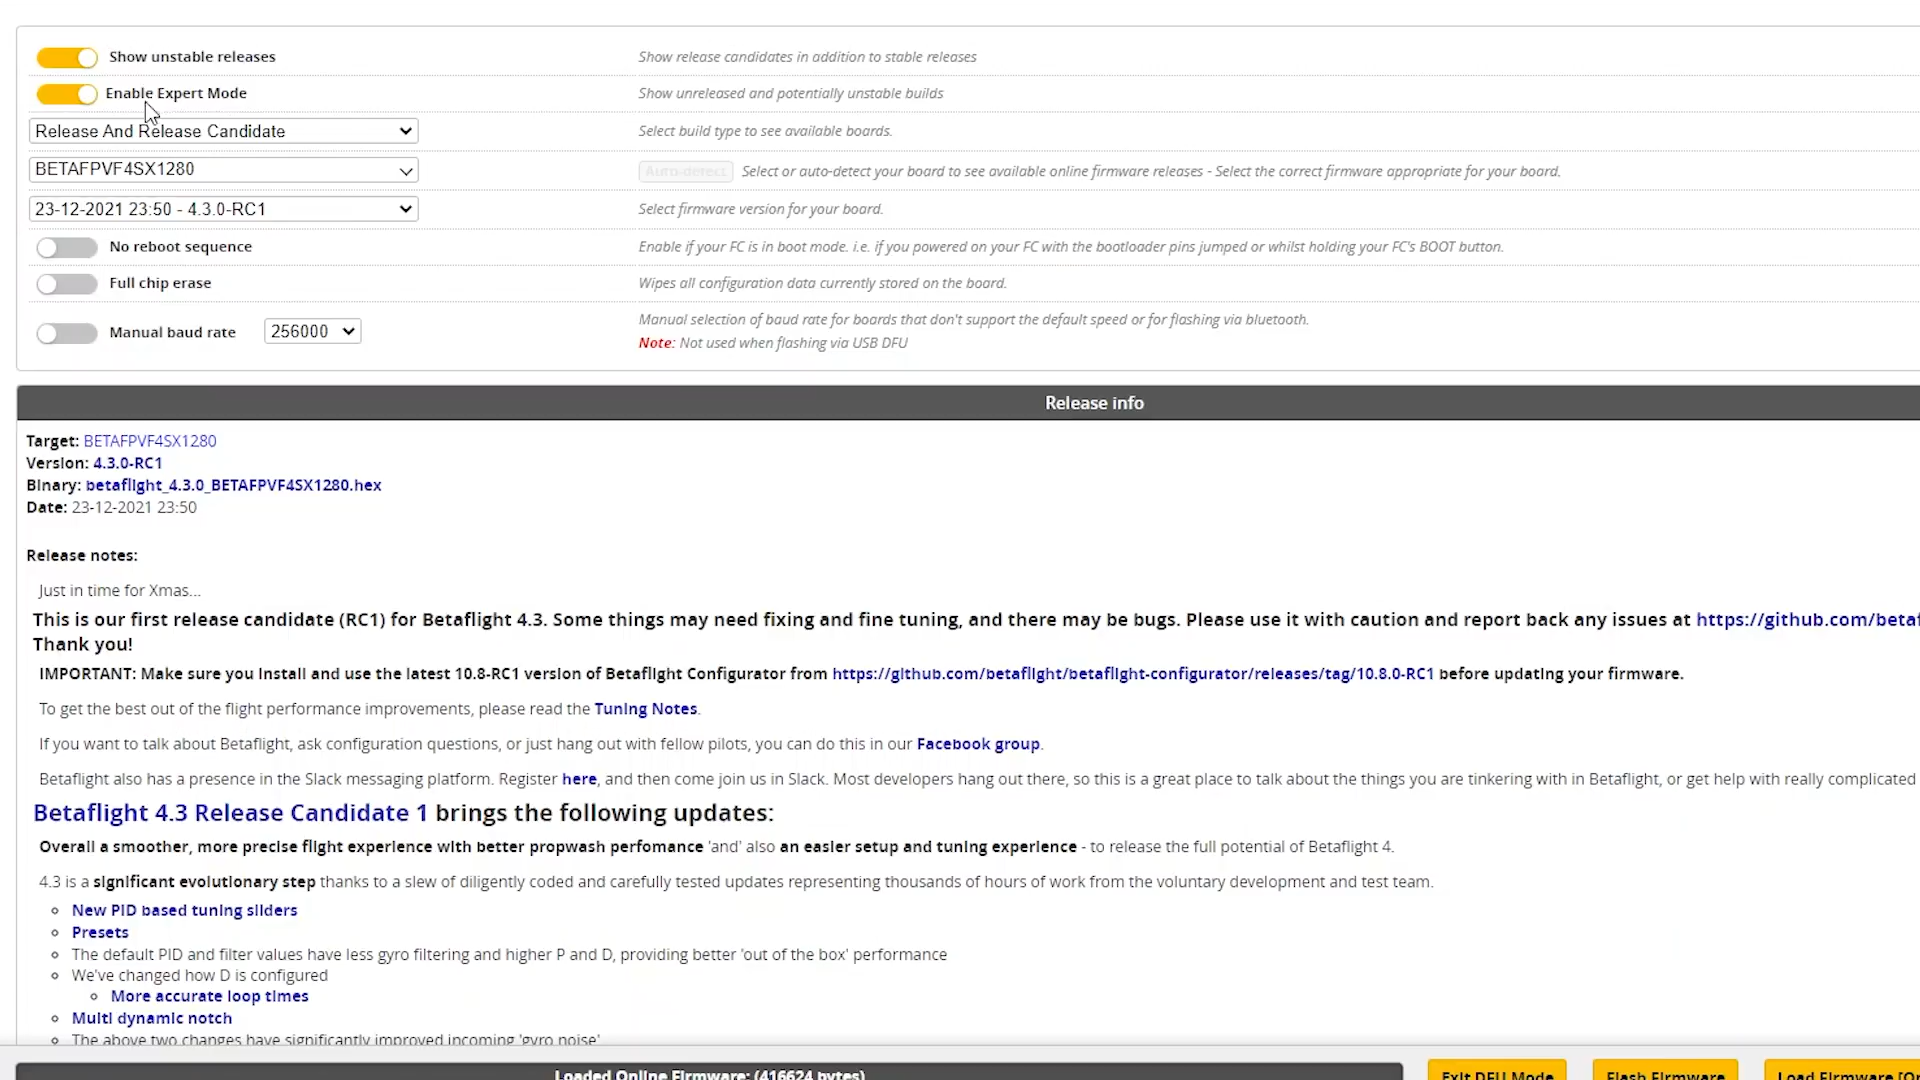 Show unstable releases
Show release candidates in addition to stable releases
Enable Expert Mode
Show unreleased and potentially unstable builds
Release And Release Candidate
Select build type to see available boards.
BETAFPVF4SX1280
Auto-detect Select or auto-detect your board to see available online firmware releases - Select the correct firmware appropriate for your board.
23-12-2021 23:50 - 4.3.0-RC1
Select firmware version for your board.
No reboot sequence
Enable if your FC is in boot mode. i.e. if you powered on your FC with the bootloader pins jumped or whilst holding your FC's BOOT button.
Full chip erase
Wipes all configuration data currently stored on the board.
Manual baud rate 256000
Manual selection of baud rate for boards that don't support the default speed or for flashing via bluetooth.
Note: Not used when flashing via USB DFU
Release info
Target: BETAFPVF4SX1280
Version: 4.3.0-RC1
Binary: betaflight_4.3.0_BETAFPVF4SX1280.hex
Date: 23-12-2021 23:50
Release notes:
Just in time for Xmas...
This is our first release candidate (RC1) for Betaflight 4.3. Some things may need fixing and fine tuning, and there may be bugs. Please use it with caution and report back any issues at https://github.com/betaf
Thank you!
IMPORTANT: Make sure you install and use the latest 10.8-RC1 version of Betaflight Configurator from https://github.com/betaflight/betaflight-configurator/releases/tag/10.8.0-RC1 before updating your firmware.
To get the best out of the flight performance improvements, please read the Tuning Notes.
If you want to talk about Betaflight, ask configuration questions, or just hang out with fellow pilots, you can do this in our Facebook group.
Betaflight also has a presence in the Slack messaging platform. Register here, and then come join us in Slack. Most developers hang out there, so this is a great place to talk about the things you are tinkering with in Betaflight, or get help with really complicated
Betaflight 4.3 Release Candidate 1 brings the following updates:
Overall a smoother, more precise flight experience with better propwash perfomance 'and' also an easier setup and tuning experience - to release the full potential of Betaflight 4.
4.3 is a significant evolutionary step thanks to a slew of diligently coded and carefully tested updates representing thousands of hours of work from the voluntary development and test team.
New PID based tuning sliders
Presets
The default PID and filter values have less gyro filtering and higher P and D, providing better 'out of the box' performance
We've changed how D is configured
More accurate loop times
Multi dynamic notch
The above two changes have significantly improved incoming 'gyro noise'
Loaded Online Firmware: (416624 bytes)
Exit DFU Mode
Flash Firmware
Load Firmware [On